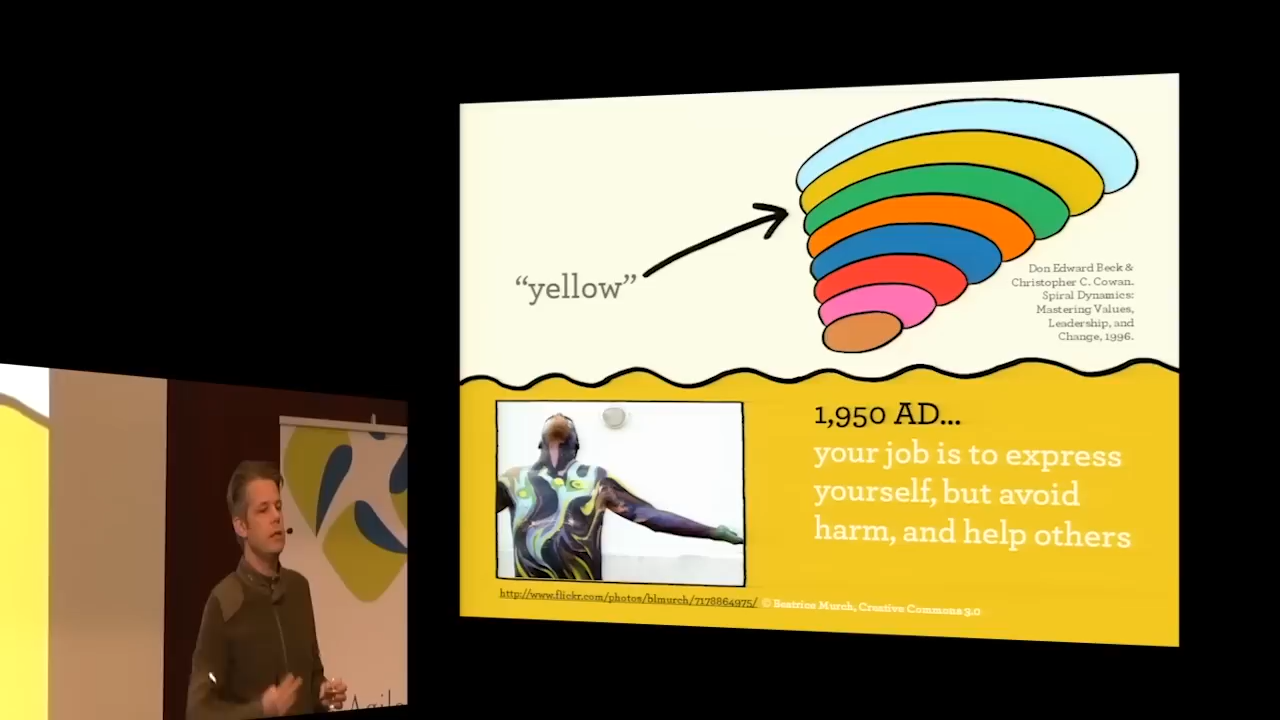 “yellow”
Don Edward Beck &
Christopher C. Cowan.
Spiral Dynamics:
Mastering Values,
Leadership, and
Change, 1996.
1,950 AD...
your job is to express
yourself, but avoid
harm, and help others
http://www.flickr.com/photos/blmurch/7178864975/ © Beatrice Murch, Creative Commons 3.0
Agile